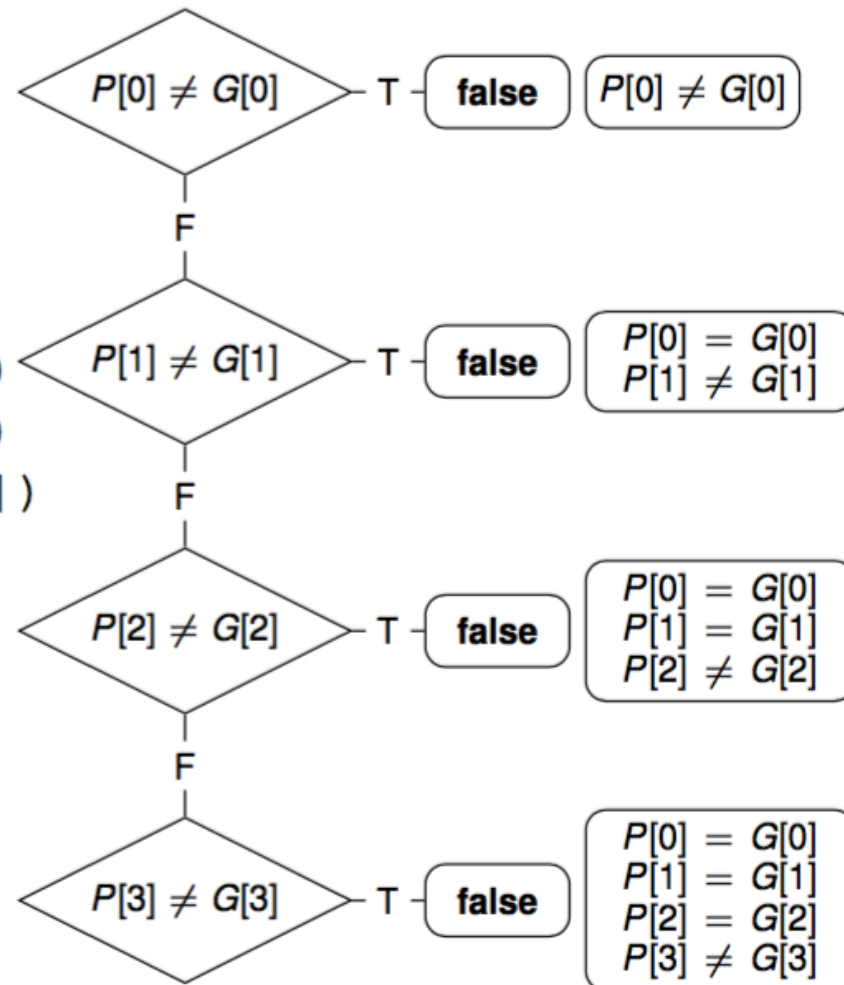 P[0] ≠ G[0] T false P[0] ≠ G[0]
F
P[1] ≠ G[1] T false
P[0] = G[0]
P[1] ≠ G[1]
)
)
])
F
P[2] ≠ G[2] T false
P[0] = G[0]
P[1] = G[1]
P[2] ≠ G[2]
F
P[3] ≠ G[3] T false
P[0] = G[0]
P[1] = G[1]
P[2] = G[2]
P[3] ≠ G[3]